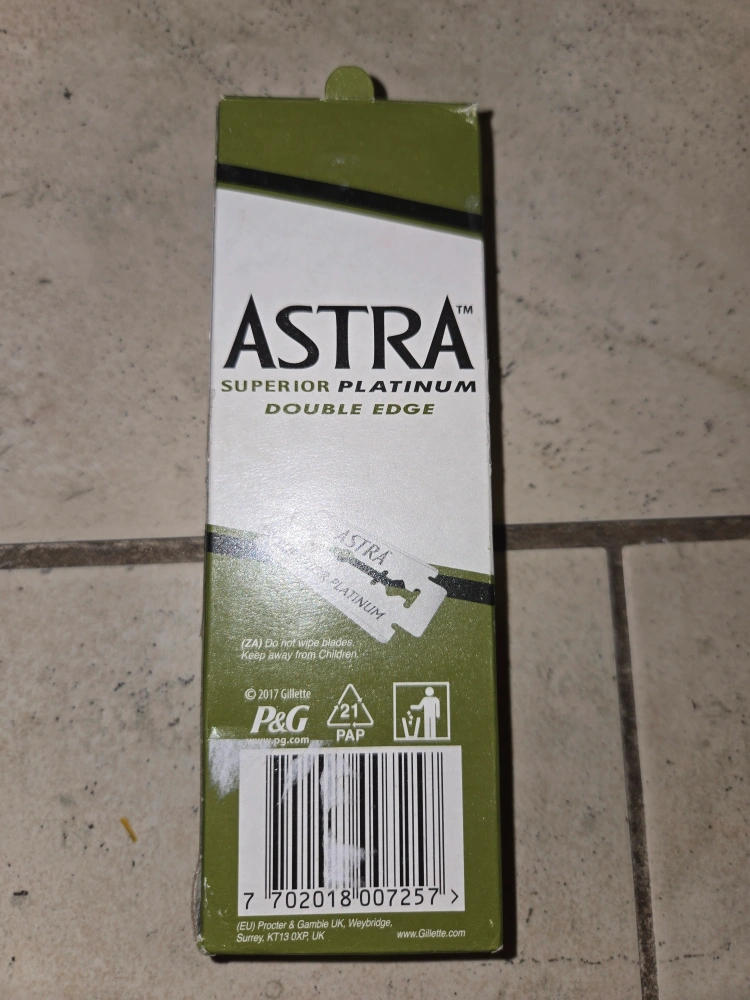 ASTRA™
SUPERIOR PLATINUM
DOUBLE EDGE
ASTRA
PLATINUM
(ZA) Do not wipe blades.
Keep away from Children.
© 2017 Gillette
P&G
www.pg.com
21
PAP
7 702018 007257 >
(EU) Procter & Gamble UK, Weybridge,
Surrey, KT13 0XP, UK
www.Gillette.com